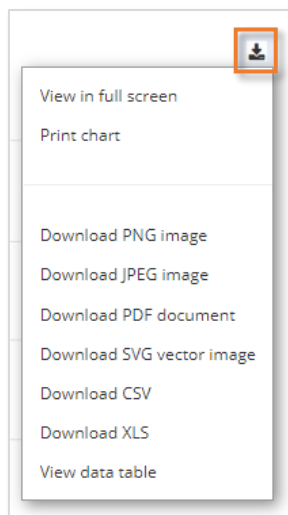 View in full screen
Print chart
Download PNG image
Download JPEG image
Download PDF document
Download SVG vector image
Download CSV
Download XLS
View data table